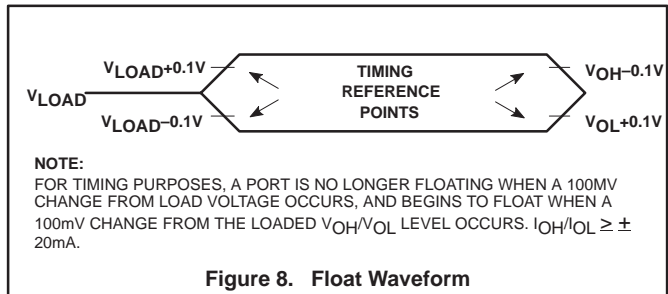 VLOAD+0.1V TIMING VOH–0.1V
VLOAD REFERENCE
VLOAD–0.1V POINTS VOL+0.1V
NOTE:
FOR TIMING PURPOSES, A PORT IS NO LONGER FLOATING WHEN A 100MV
CHANGE FROM LOAD VOLTAGE OCCURS, AND BEGINS TO FLOAT WHEN A
100mV CHANGE FROM THE LOADED VOH/VOL LEVEL OCCURS. IOH/IOL ≥ ±
20mA.
Figure 8. Float Waveform